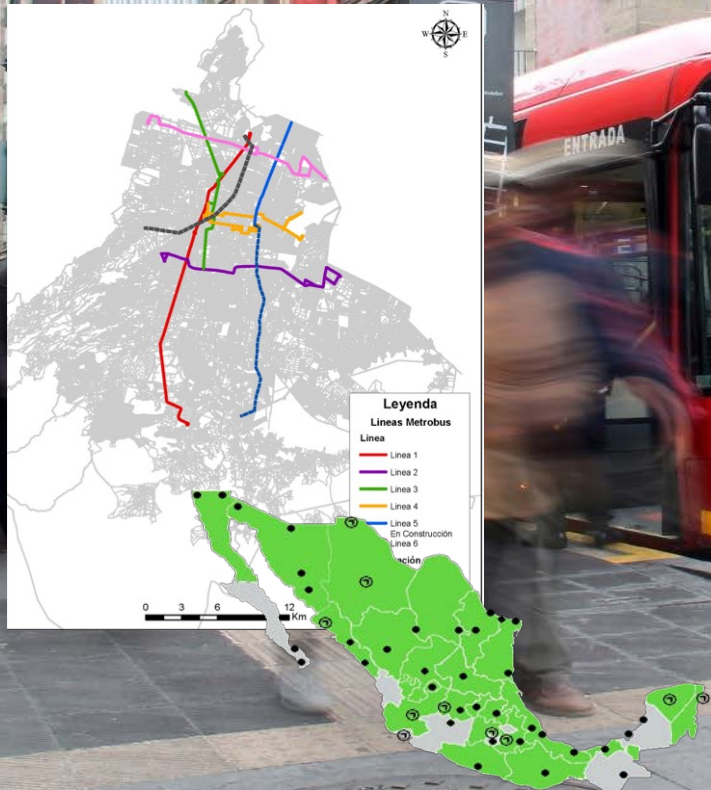 N
W E
S
ENTRADA
Leyenda
Lineas Metrobus
Linea
Linea 1
Linea 2
Linea 3
Linea 4
Linea 5
En Construcción
Linea 6
0 3 6 12
Km